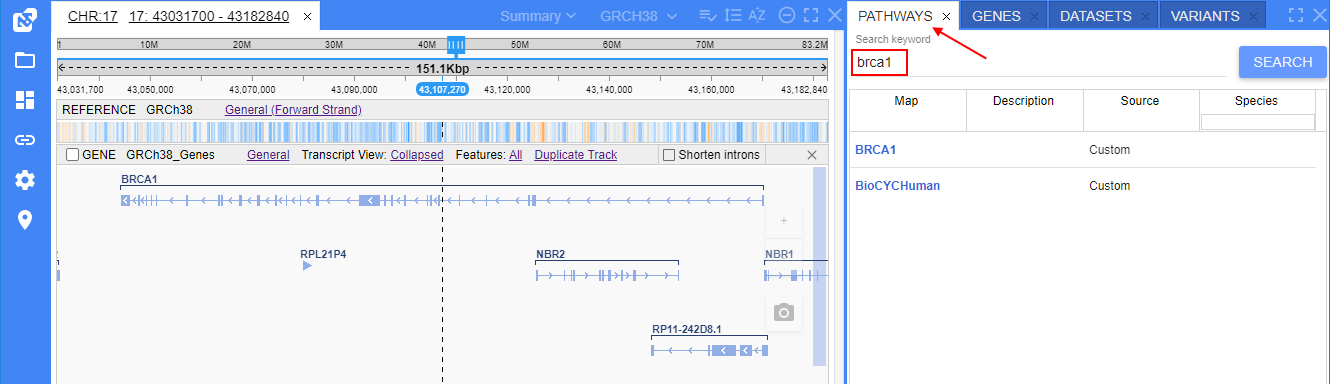 CHR:17 17: 43031700 - 43182840 ×
Summary GRCH38 AZ
1 10M 20M 30M 40M 50M 60M 70M 83.2M
151.1Kbp
43,031,700 43,050,000 43,070,000 43,090,000 43,107,270 43,120,000 43,140,000 43,160,000 43,182,840
REFERENCE GRCh38 General (Forward Strand)
GENE GRCh38_Genes General Transcript View: Collapsed Features: All Duplicate Track Shorten introns ×
BRCA1
RPL21P4 NBR2 NBR1
RP11-242D8.1
+
PATHWAYS × GENES × DATASETS × VARIANTS ×
Search keyword
brca1 SEARCH
Map Description Source Species
BRCA1 Custom
BioCYCHuman Custom